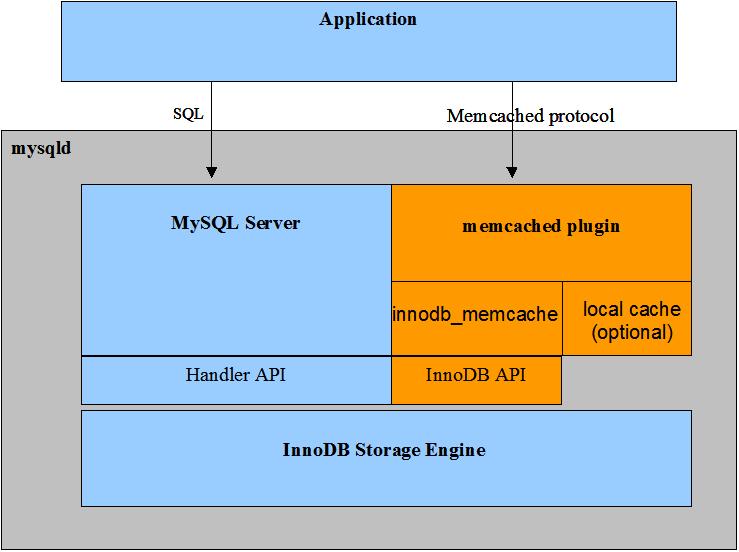 Application
SQL
Memcached protocol
mysqld
MySQL Server
memcached plugin
innodb_memcache
local cache
(optional)
Handler API
InnoDB API
InnoDB Storage Engine